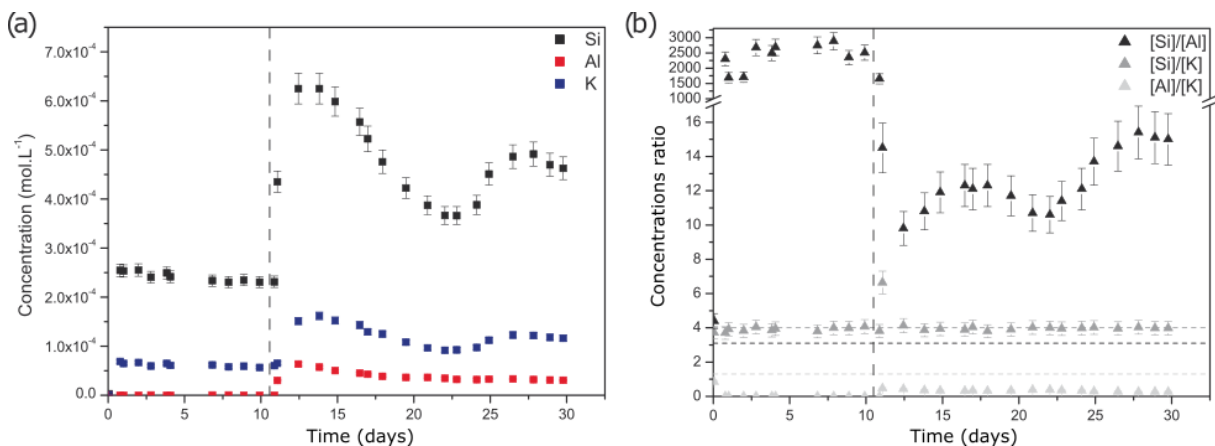 (a)
Si
Al
K
7.0x10⁻⁴
6.0x10⁻⁴
5.0x10⁻⁴
4.0x10⁻⁴
3.0x10⁻⁴
2.0x10⁻⁴
1.0x10⁻⁴
0.0
Concentration (mol.L⁻¹)
0 5 10 15 20 25 30
Time (days)
(b)
[Si]/[Al]
[Si]/[K]
[Al]/[K]
3000
2500
2000
1500
1000
16
14
12
10
8
6
4
2
0
Concentrations ratio
0 5 10 15 20 25 30
Time (days)